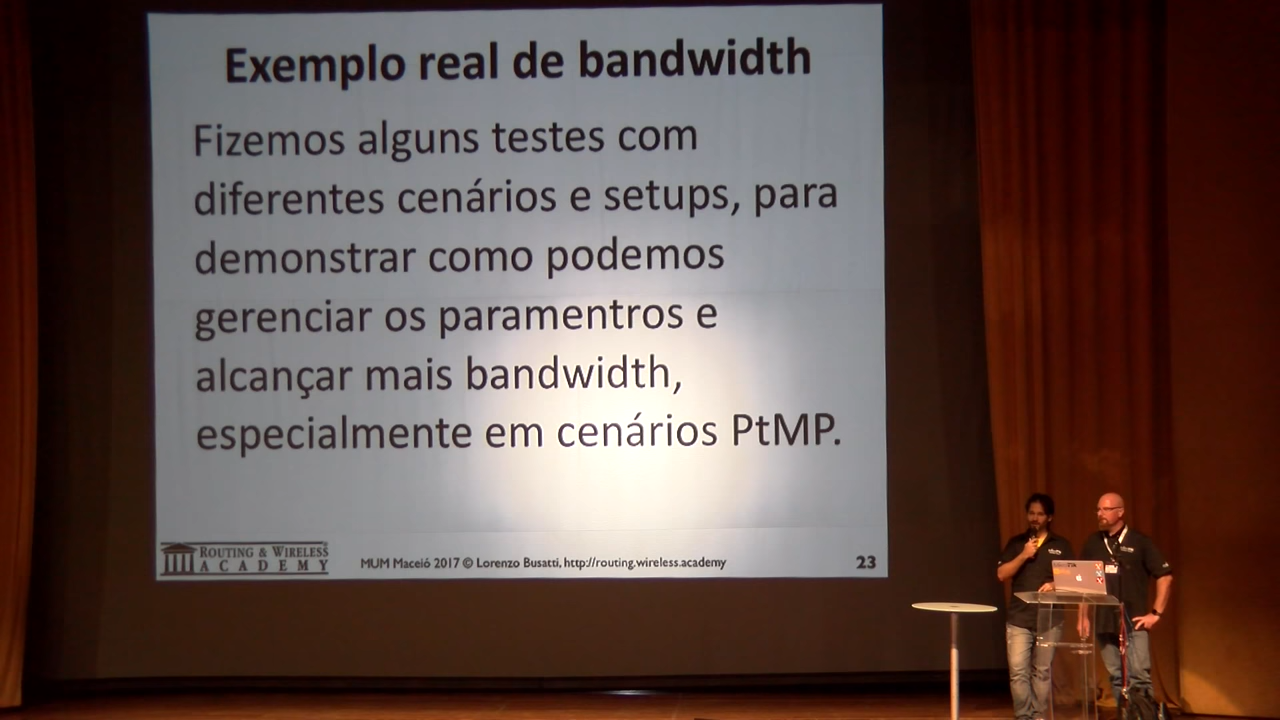 Exemplo real de bandwidth
Fizemos alguns testes com
diferentes cenários e setups, para
demonstrar como podemos
gerenciar os paramentros e
alcançar mais bandwidth,
especialmente em cenários PtMP.
ROUTING & WIRELESS
ACADEMY
MUM Maceió 2017 © Lorenzo Busatti, http://routing.wireless.academy
23